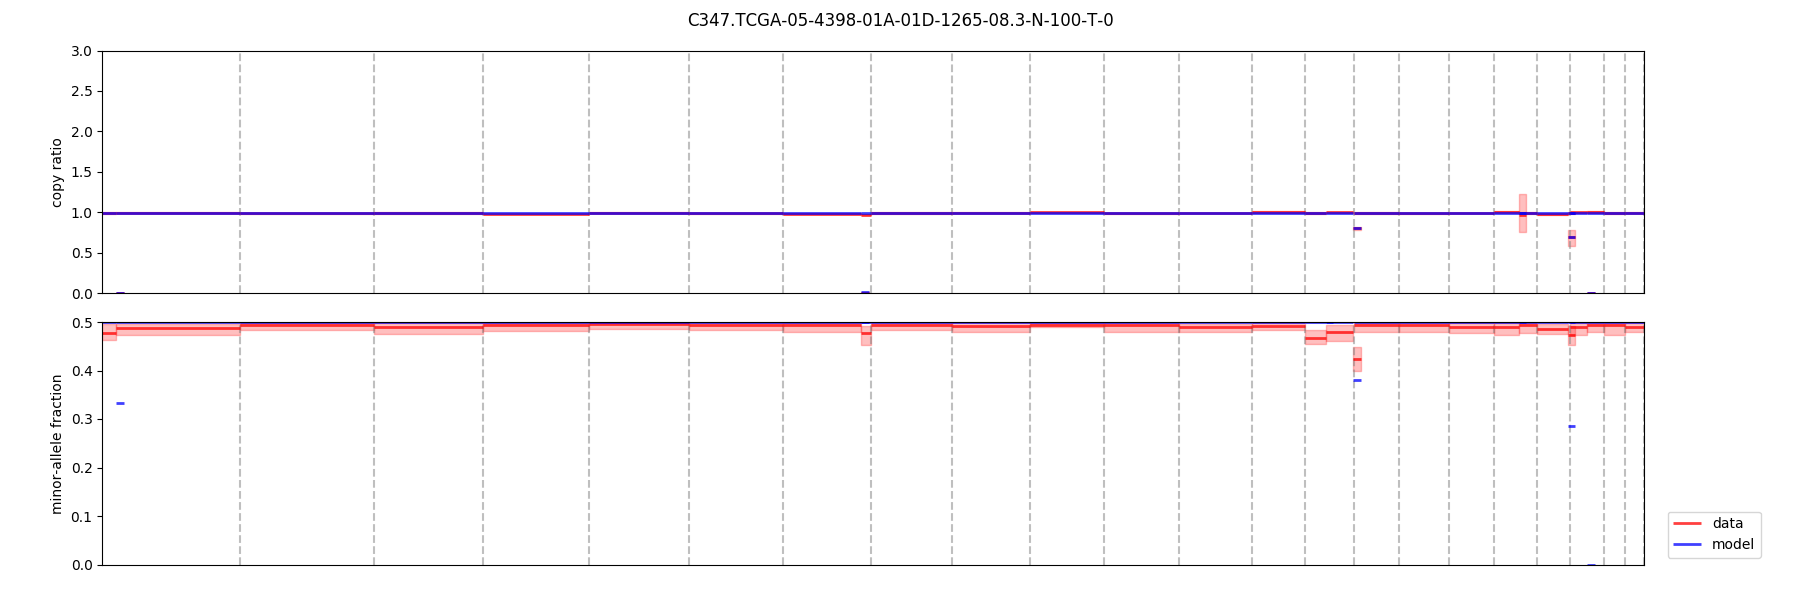 C347.TCGA-05-4398-01A-01D-1265-08.3-N-100-T-0
3.0
2.5
2.0
1.5
1.0
0.5
0.0
copy ratio
0.5
0.4
0.3
0.2
0.1
0.0
minor-allele fraction
data
model